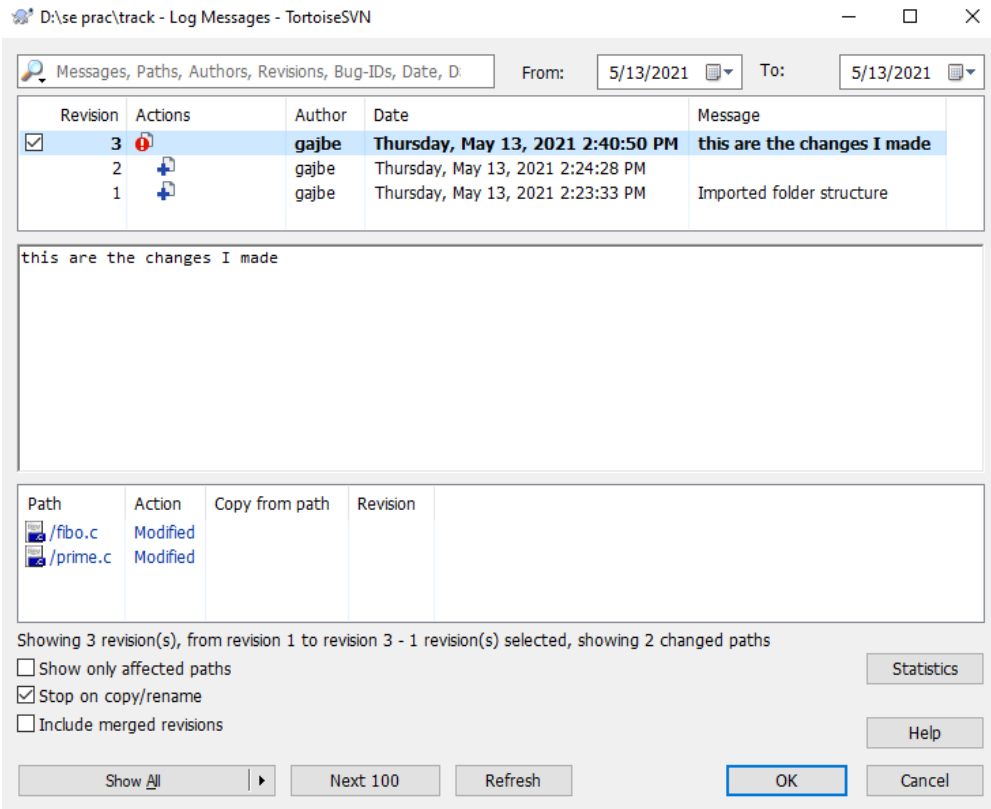 D:\se prac\track - Log Messages - TortoiseSVN
Messages, Paths, Authors, Revisions, Bug-IDs, Date, D From: 5/13/2021 To: 5/13/2021
Revision Actions Author Date Message
3 gajbe Thursday, May 13, 2021 2:40:50 PM this are the changes I made
2 gajbe Thursday, May 13, 2021 2:24:28 PM
1 gajbe Thursday, May 13, 2021 2:23:33 PM Imported folder structure
this are the changes I made
Path Action Copy from path Revision
/fibo.c Modified
/prime.c Modified
Showing 3 revision(s), from revision 1 to revision 3 - 1 revision(s) selected, showing 2 changed paths
Show only affected paths
Statistics
Stop on copy/rename
Include merged revisions
Help
Show All Next 100 Refresh OK Cancel